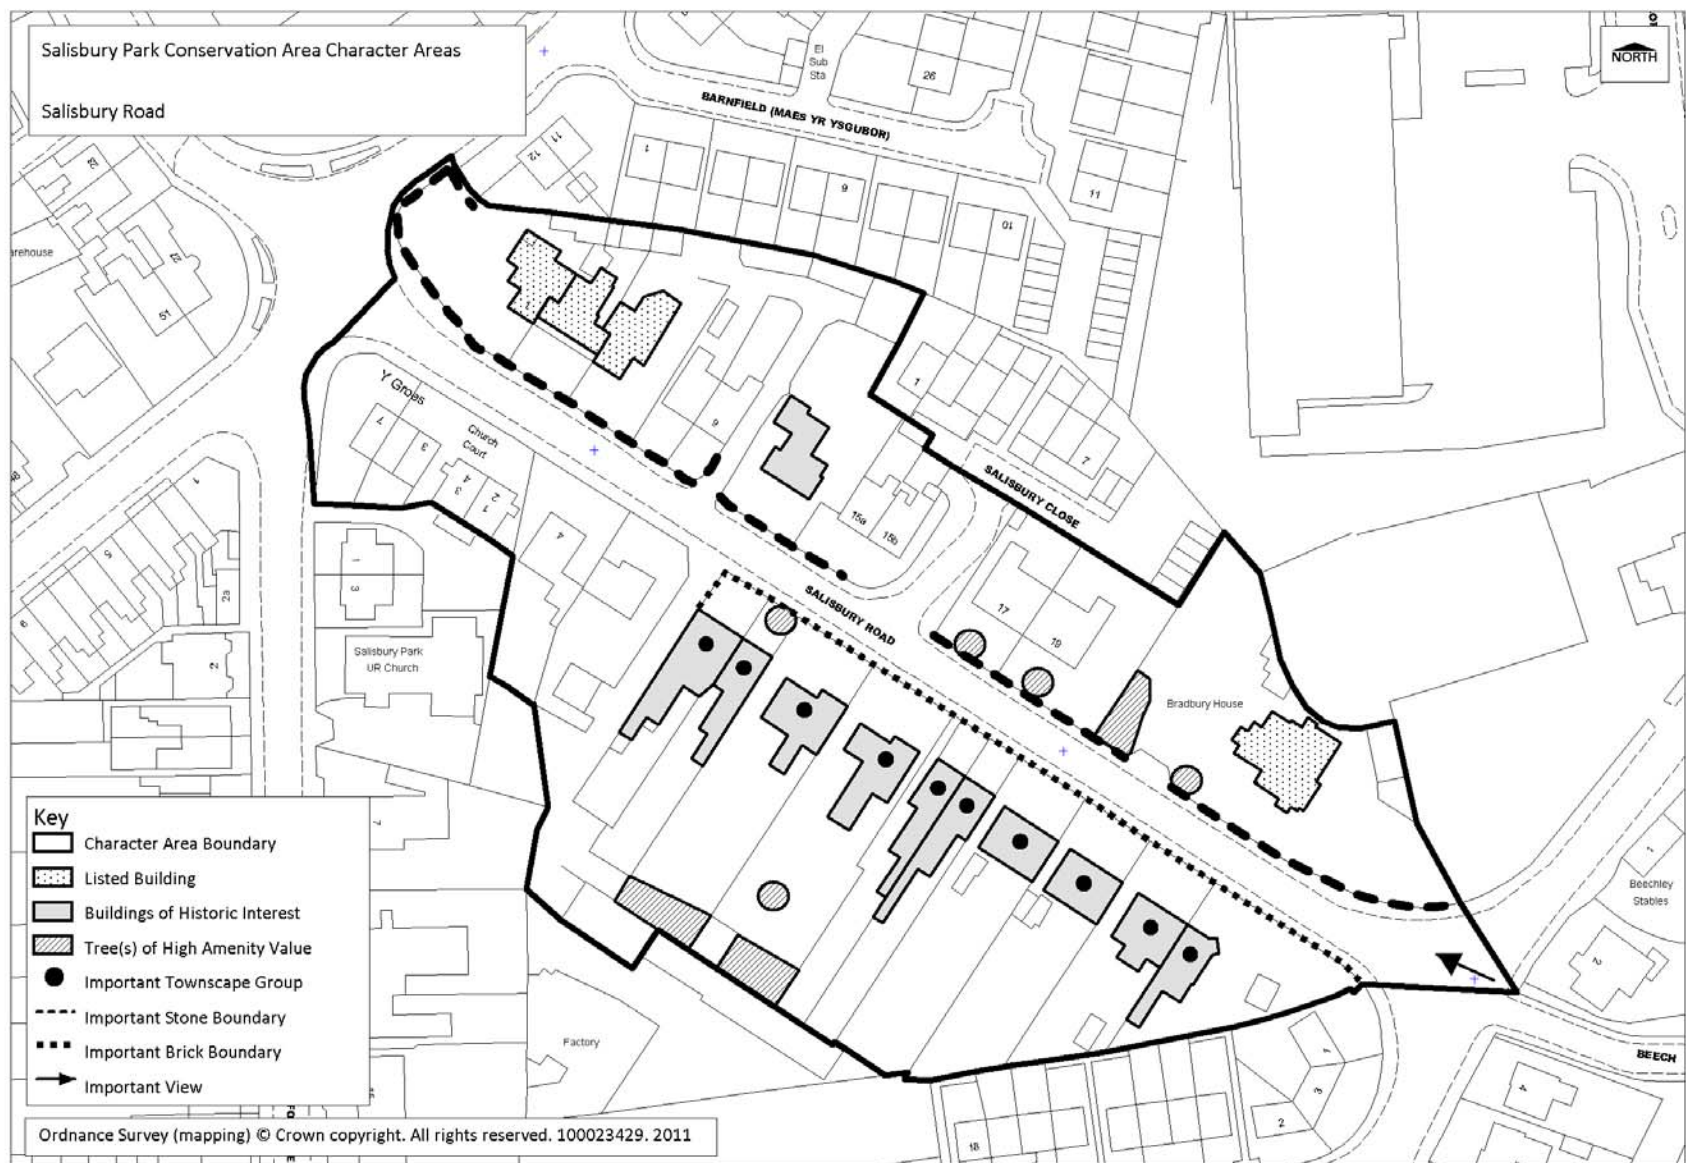 Salisbury Park Conservation Area Character Areas
Salisbury Road
NORTH
El
Sub
Sta
26
BARNFIELD (MAES YR YSGUBOR)
11
12
1
9
10
11
51
Y Groes
7
3
Church
Court
4
3
2
1
9
15a
15b
1
7
SALISBURY CLOSE
SALISBURY ROAD
17
19
Bradbury House
4
1
3
1
5
2a
2
Salisbury Park
UR Church
7
Factory
Beechley
Stables
1
2
BEECH
4
4
3
2
18
Key
Character Area Boundary
Listed Building
Buildings of Historic Interest
Tree(s) of High Amenity Value
Important Townscape Group
Important Stone Boundary
Important Brick Boundary
Important View
Ordnance Survey (mapping) © Crown copyright. All rights reserved. 100023429. 2011